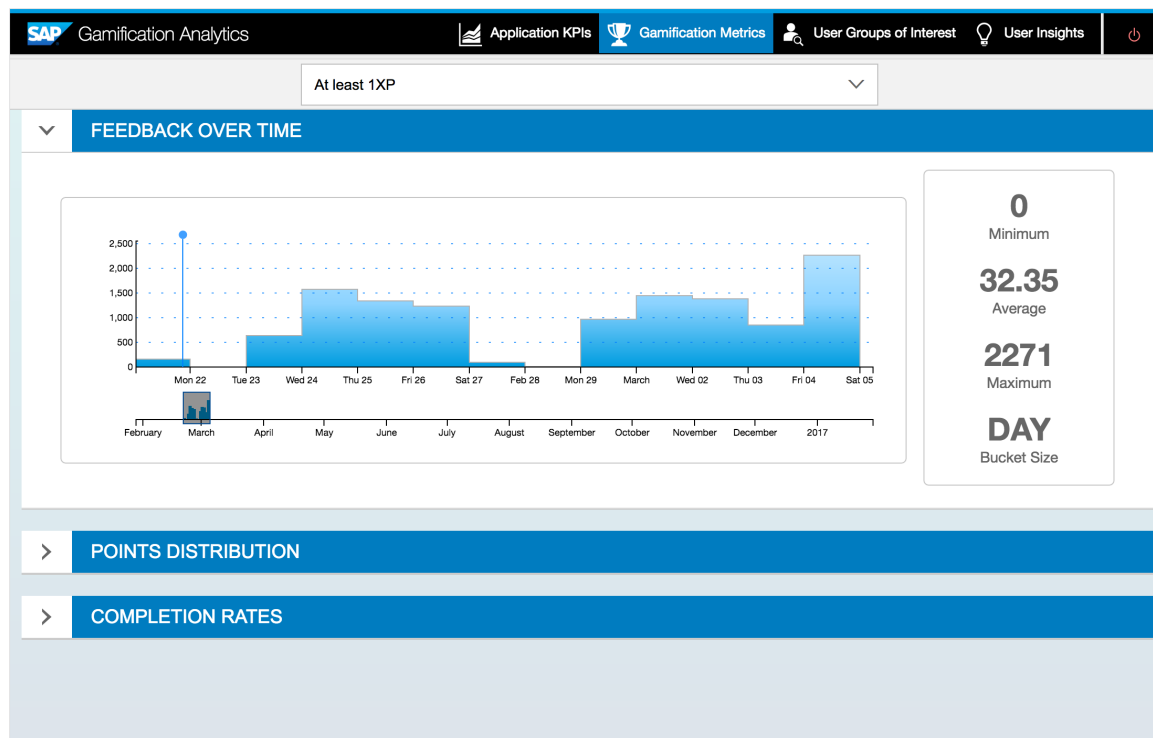 SAP Gamification Analytics Application KPIs Gamification Metrics User Groups of Interest User Insights
At least 1XP
FEEDBACK OVER TIME
0
Minimum
32.35
Average
2271
Maximum
DAY
Bucket Size
2,500
2,000
1,500
1,000
500
0
Mon 22 Tue 23 Wed 24 Thu 25 Fri 26 Sat 27 Feb 28 Mon 29 March Wed 02 Thu 03 Fri 04 Sat 05
February March April May June July August September October November December 2017
POINTS DISTRIBUTION
COMPLETION RATES